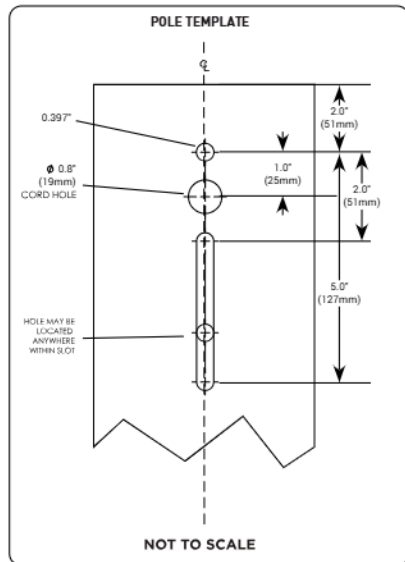 POLE TEMPLATE
℄
2.0"
(51mm)
0.397"
1.0"
(25mm)
Φ 0.8"
(19mm)
CORD HOLE
2.0"
(51mm)
5.0"
(127mm)
HOLE MAY BE
LOCATED
ANYWHERE
WITHIN SLOT
NOT TO SCALE